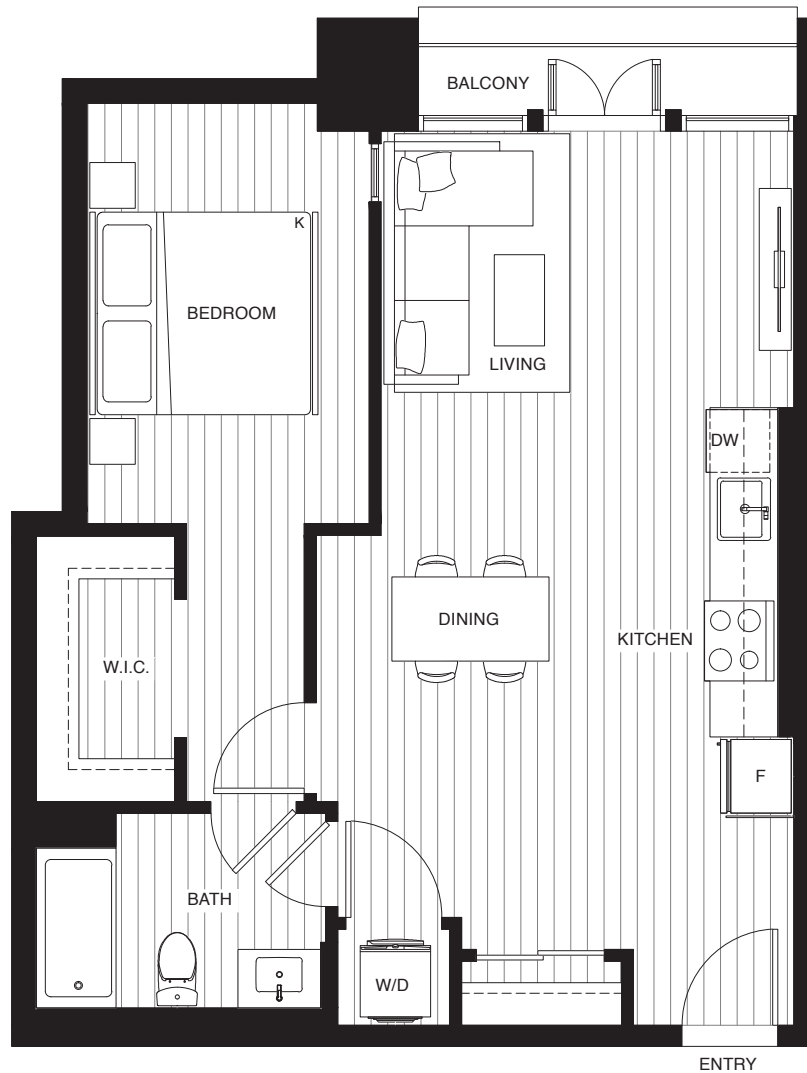 BALCONY
K
BEDROOM
LIVING
DW
DINING
KITCHEN
W.I.C.
F
BATH
W/D
ENTRY